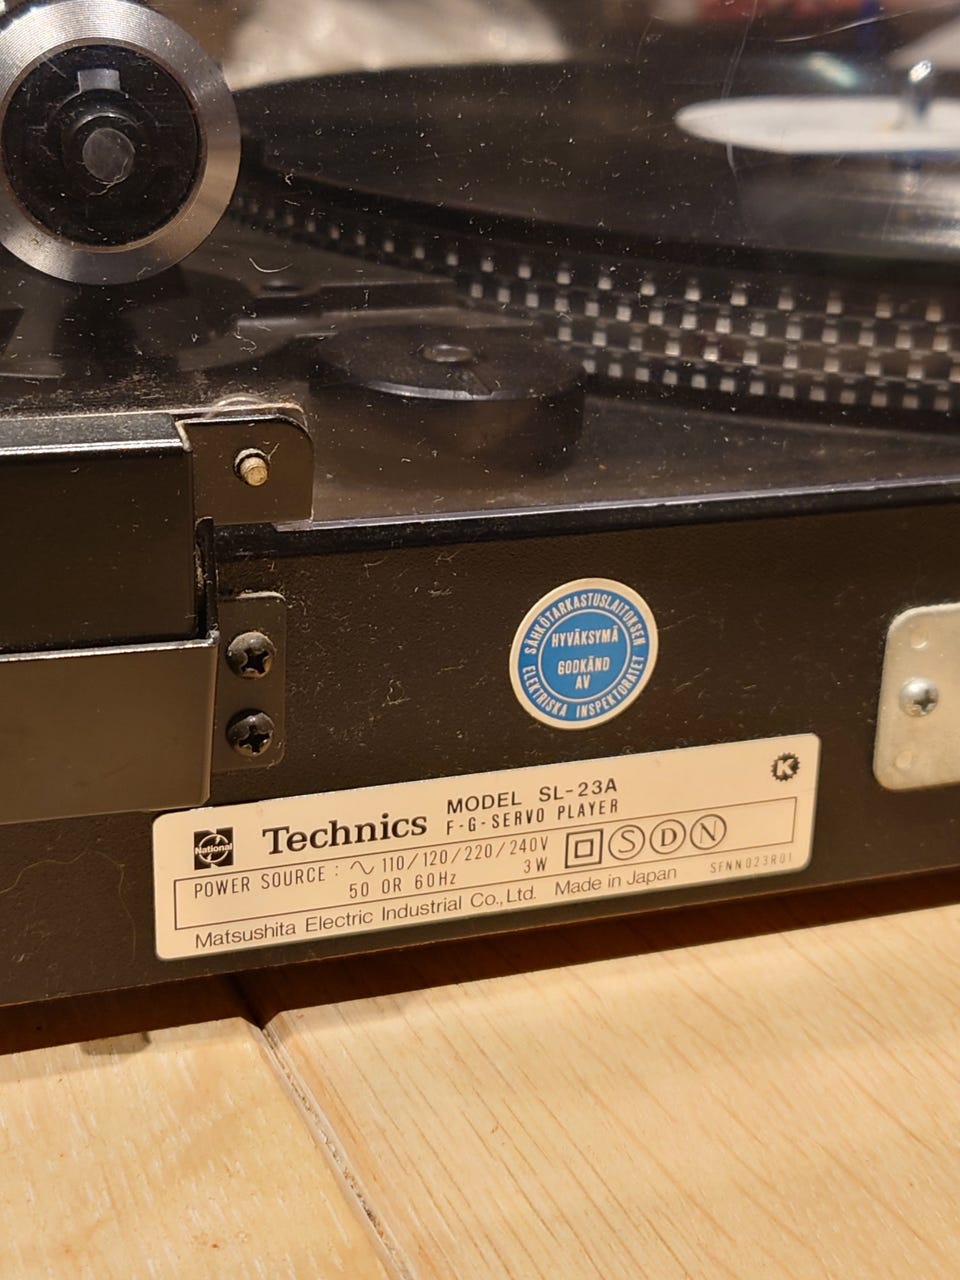 SÄHKÖTARKASTUSLAITOKSEN
HYVÄKSYMÄ
GODKÄND
AV
ELEKTRISKA INSPEKTORATET
K
National
Technics
MODEL SL-23A
F-G-SERVO PLAYER
POWER SOURCE : ∿ 110/120/220/240V
50 OR 60Hz 3W
S D N
SFNN023R01
Matsushita Electric Industrial Co., Ltd. Made in Japan